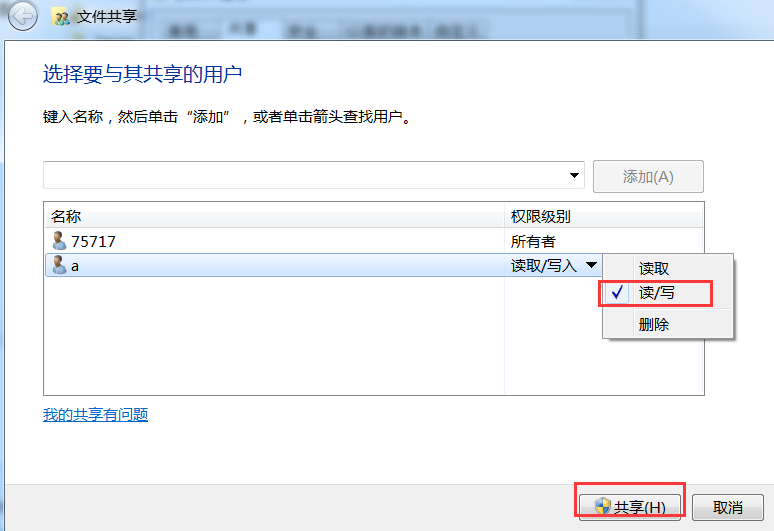 文件共享
选择要与其共享的用户
键入名称，然后单击“添加”，或者单击箭头查找用户。
添加(A)
名称 权限级别
75717 所有者
a 读取/写入
读取
读/写
删除
我的共享有问题
共享(H) 取消